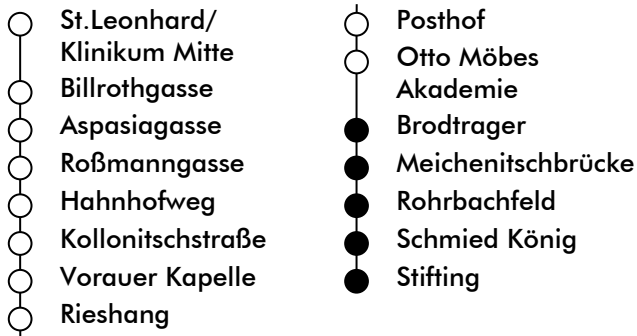 St.Leonhard/
Klinikum Mitte
Billrothgasse
Aspasiagasse
Roßmanngasse
Hahnhofweg
Kollonitschstraße
Vorauer Kapelle
Rieshang
Posthof
Otto Möbes
Akademie
Brodtrager
Meichenitschbrücke
Rohrbachfeld
Schmied König
Stifting